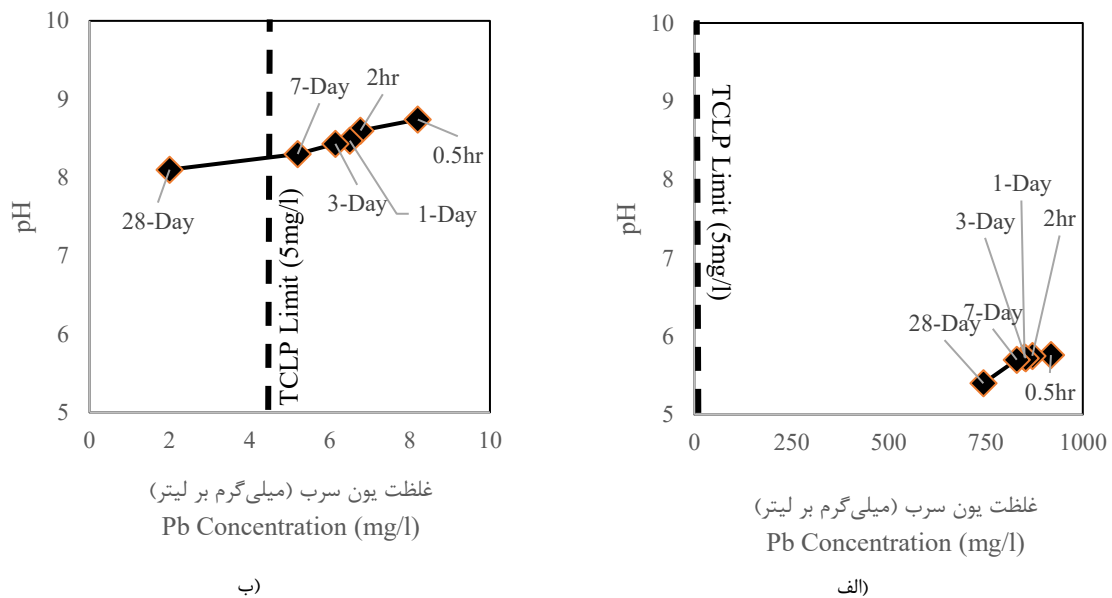 10
9
8
7
6
5
pH
0
2
4
6
8
10
7-Day
2hr
0.5hr
28-Day
3-Day
1-Day
TCLP Limit (5mg/l)
غلظت یون سرب (میلی‌گرم بر لیتر)
Pb Concentration (mg/l)
ب)
10
9
8
7
6
5
pH
0
250
500
750
1000
TCLP Limit (5mg/l)
1-Day
3-Day
2hr
7-Day
28-Day
0.5hr
غلظت یون سرب (میلی‌گرم بر لیتر)
Pb Concentration (mg/l)
الف)